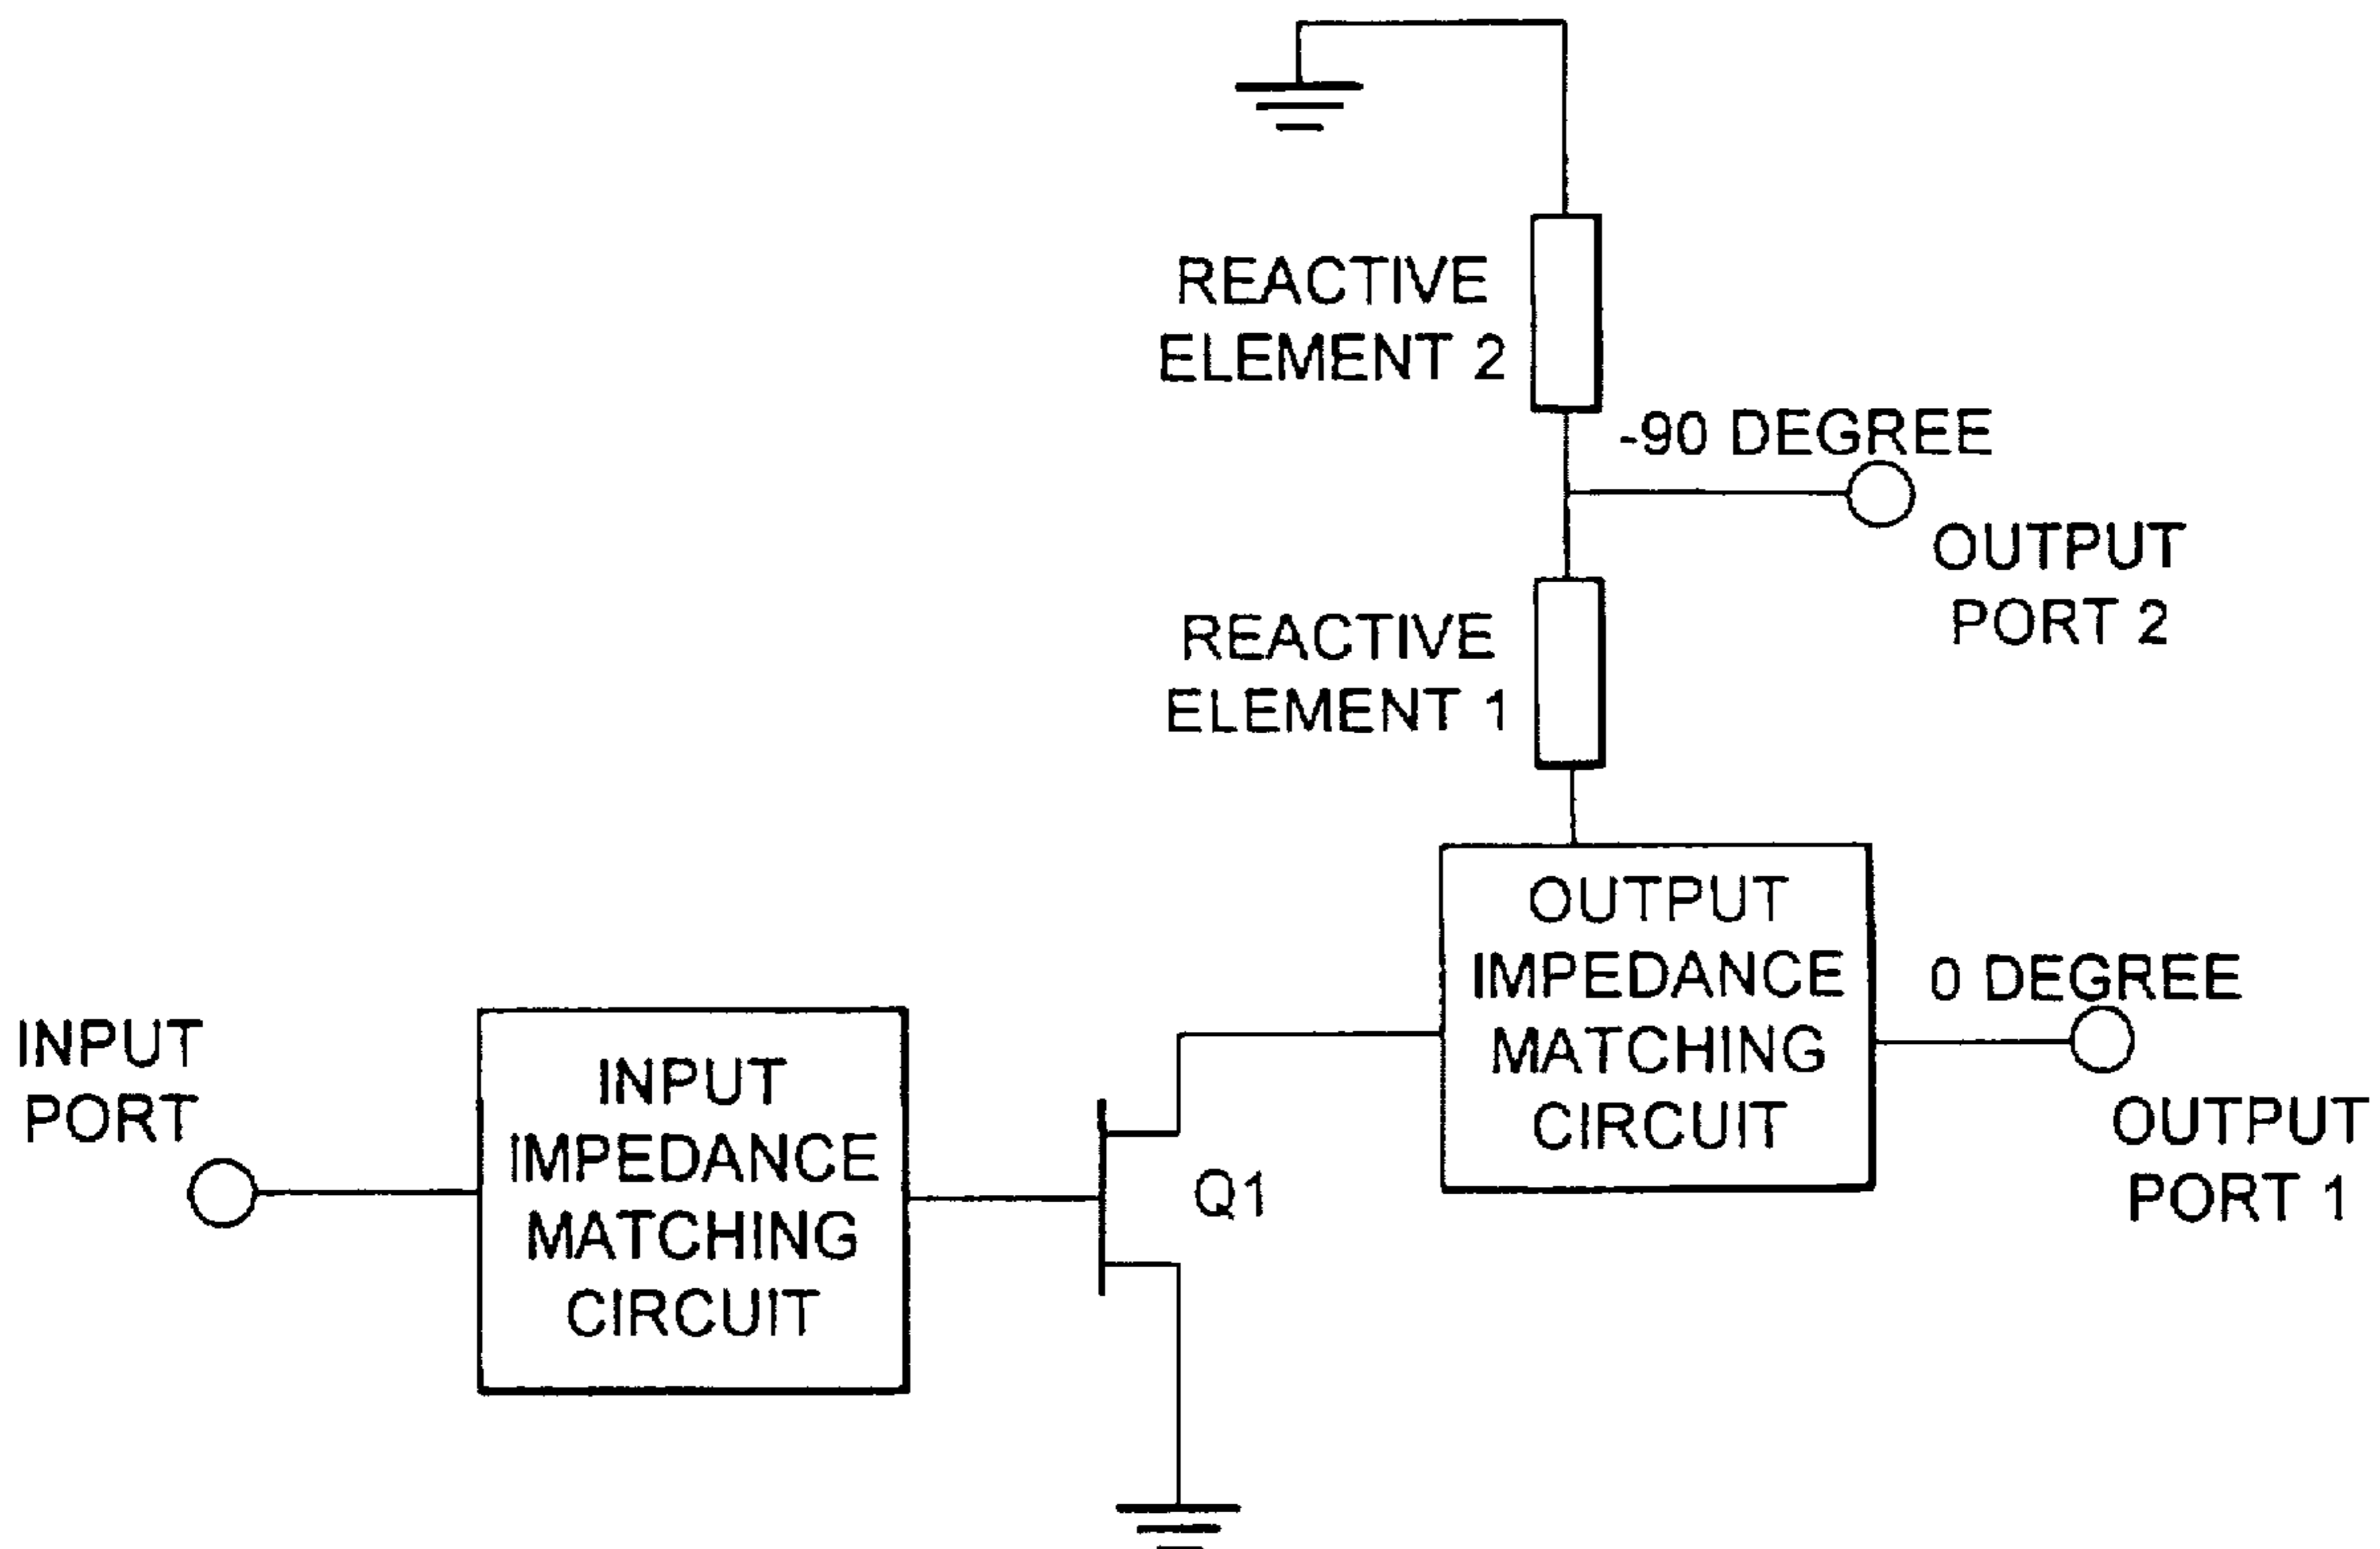 REACTIVE
ELEMENT 2
-90 DEGREE
OUTPUT
PORT 2
REACTIVE
ELEMENT 1
OUTPUT
IMPEDANCE
MATCHING
CIRCUIT
0 DEGREE
OUTPUT
PORT 1
INPUT
PORT
INPUT
IMPEDANCE
MATCHING
CIRCUIT
Q1